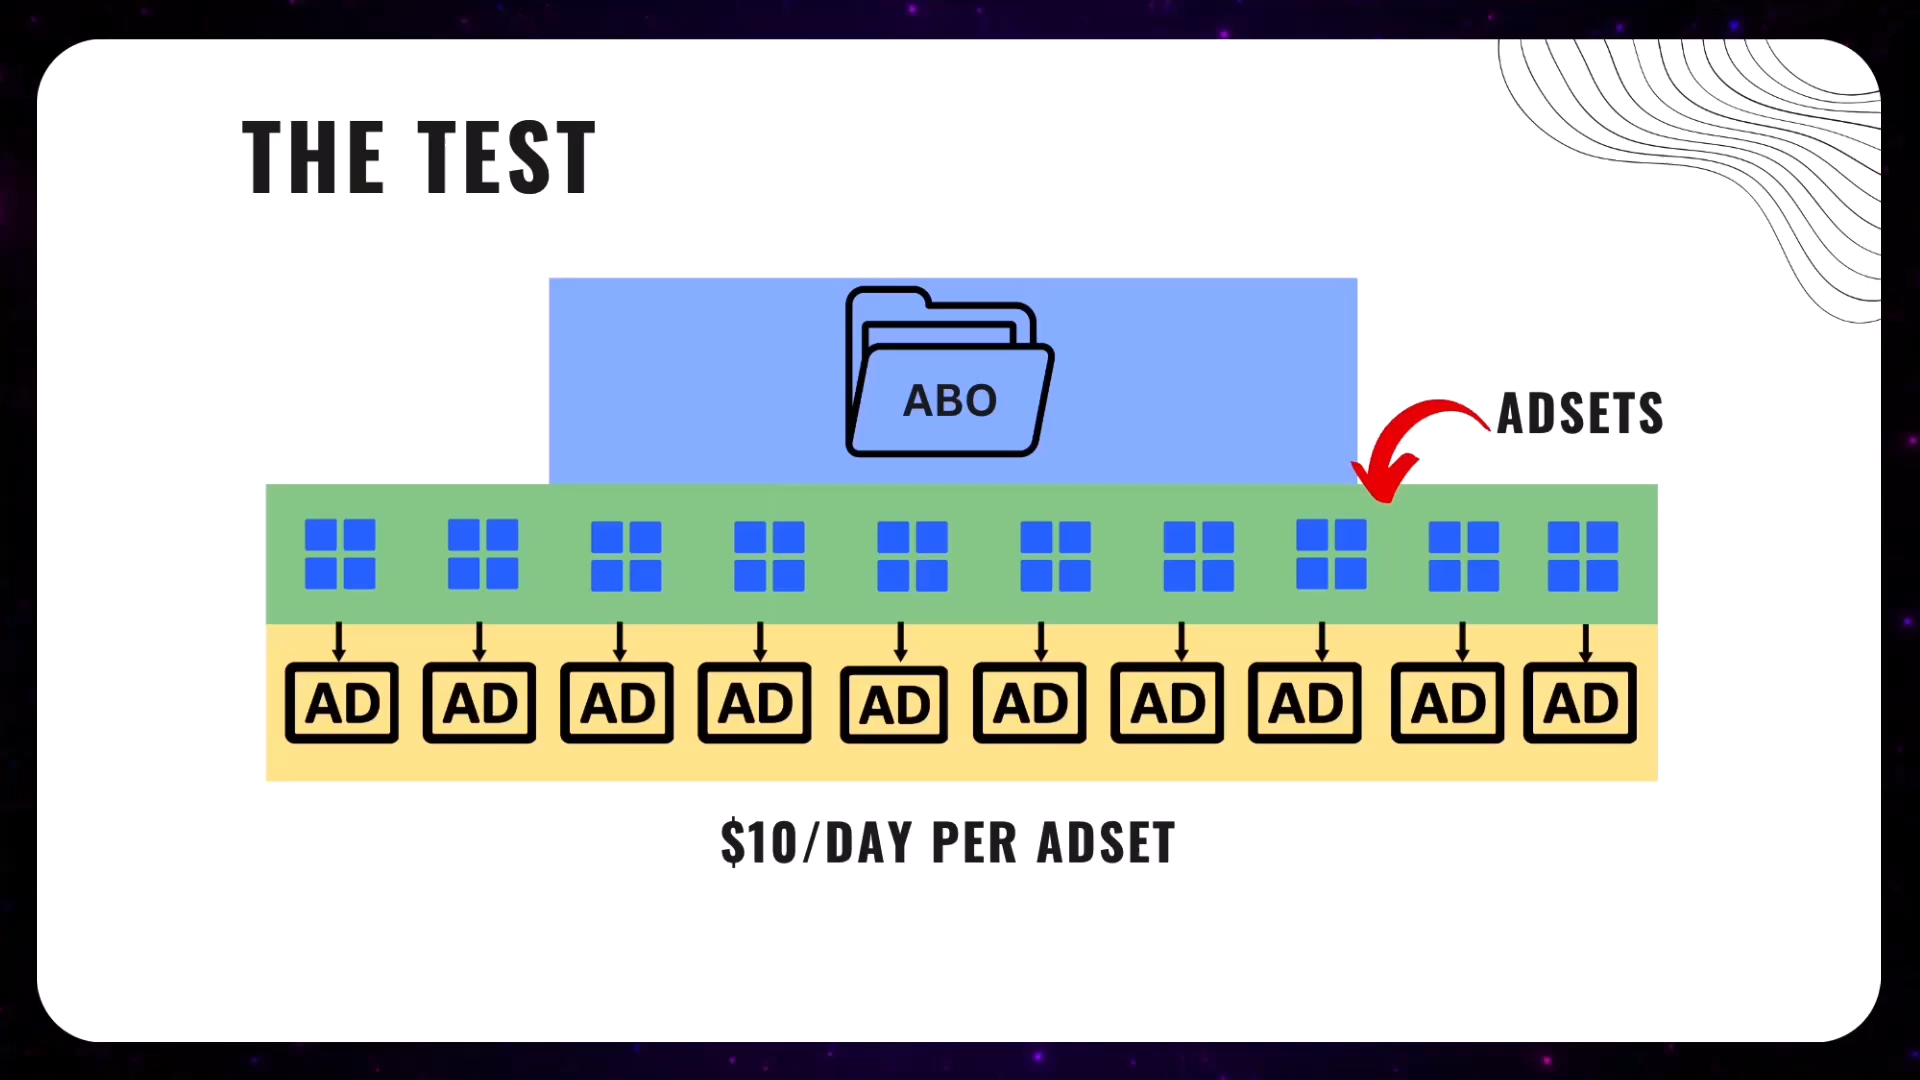 THE TEST
ABO
ADSETS
AD AD AD AD AD AD AD AD AD AD
$10/DAY PER ADSET